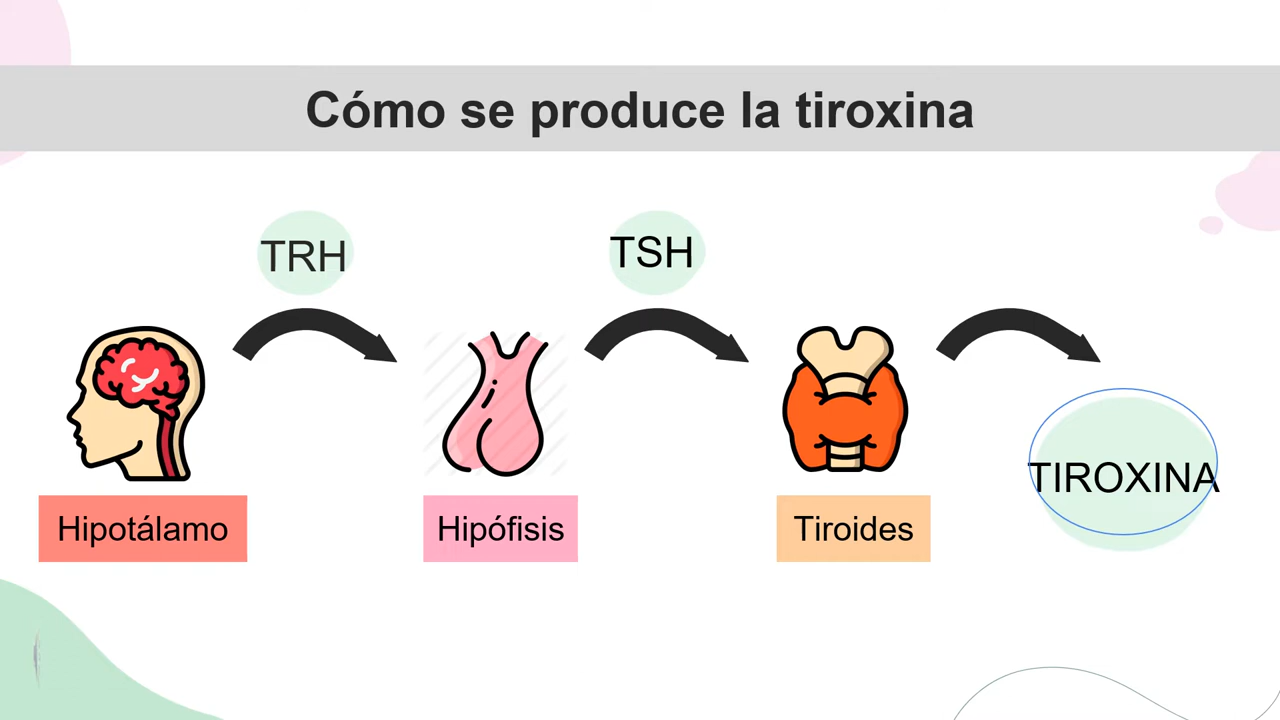 Cómo se produce la tiroxina
TRH
TSH
TIROXINA
Hipotálamo
Hipófisis
Tiroides